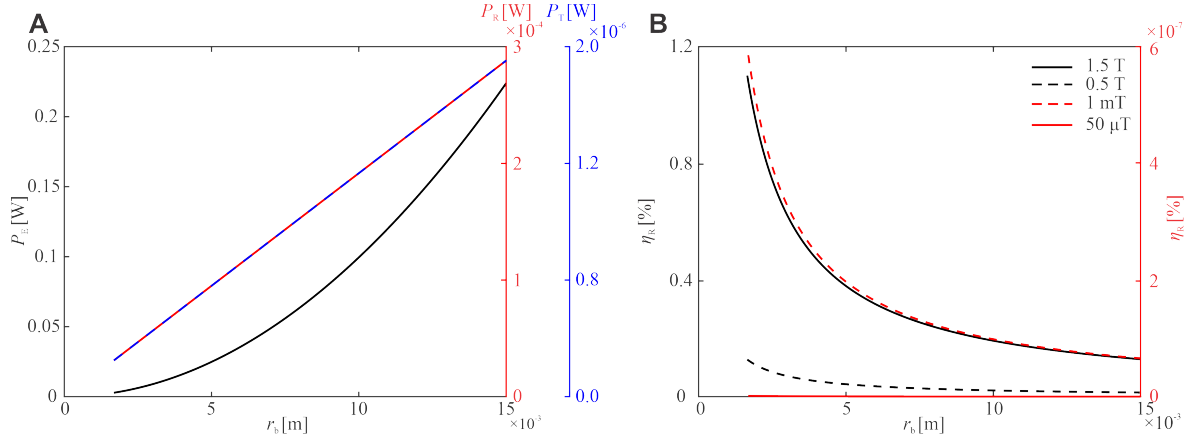 A
P_R [W]
×10⁻⁴
P_T [W]
×10⁻⁶
0.25
0.2
0.15
0.1
0.05
0
P_E [W]
3
2
1
0
2.0
1.2
0.8
0.0
0
5
10
15
×10⁻³
r_b [m]
B
1.2
0.8
0.4
0
η_R [%]
×10⁻⁷
6
4
2
0
η_R [%]
1.5 T
0.5 T
1 mT
50 µT
0
5
10
15
×10⁻³
r_b [m]